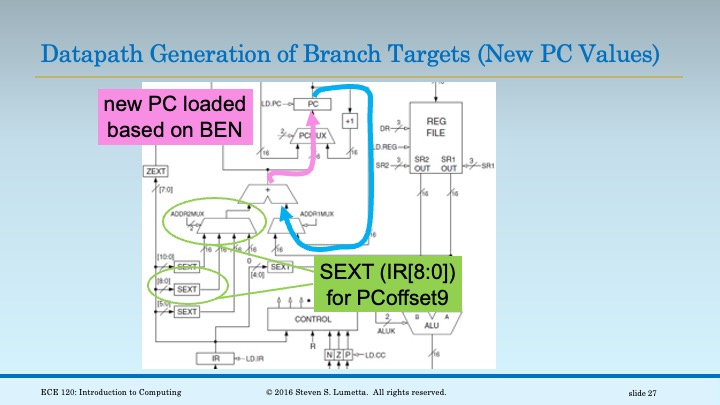 Datapath Generation of Branch Targets (New PC Values)
new PC loaded
based on BEN
LD.PC
PC
+1
2
16
16
16
ZEXT
[7:0]
+
ADDR2MUX
2
ADDR1MUX
16
16
16
16
[10:0]
SEXT
0
[4:0]
SEXT
[8:0]
SEXT
[5:0]
SEXT
SEXT (IR[8:0])
for PCoffset9
REG
FILE
DR
3
LD.REG
SR2
3
SR2
OUT
SR1
OUT
3
SR1
16
16
CONTROL
R
IR
LD.IR
N Z P
LD.CC
2
ALUK
B
A
ALU
16
ECE 120: Introduction to Computing
© 2016 Steven S. Lumetta. All rights reserved.
slide 27